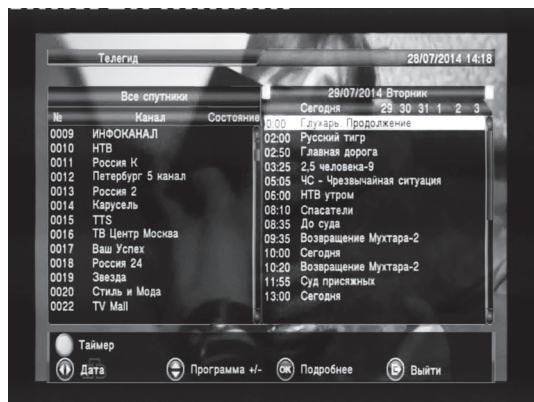 Телегид 28/07/2014 14:18
Все спутники
№ Канал Состояние
0009 ИНФОКАНАЛ
0010 НТВ
0011 Россия К
0012 Петербург 5 канал
0013 Россия 2
0014 Карусель
0015 TTS
0016 ТВ Центр Москва
0017 Ваш Успех
0018 Россия 24
0019 Звезда
0020 Стиль и Мода
0022 TV Mall
29/07/2014 Вторник
Сегодня 29 30 31 1 2 3
00:00 Глухарь. Продолжение
02:00 Русский тигр
02:50 Главная дорога
03:25 2,5 человека-9
05:05 ЧС - Чрезвычайная ситуация
06:00 НТВ утром
08:10 Спасатели
08:35 До суда
09:35 Возвращение Мухтара-2
10:00 Сегодня
10:20 Возвращение Мухтара-2
11:55 Суд присяжных
13:00 Сегодня
Таймер
Дата Программа +/- OK Подробнее Выйти